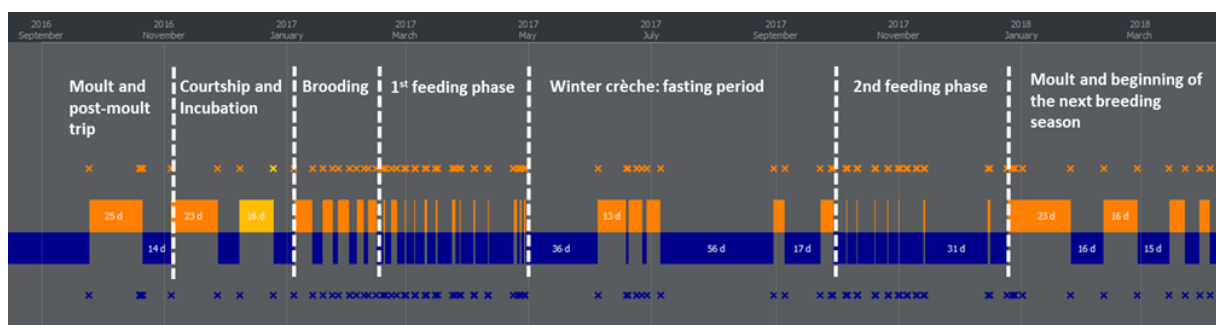 2016 September
2016 November
2017 January
2017 March
2017 May
2017 July
2017 September
2017 November
2018 January
2018 March
Moult and
post-moult
trip
Courtship and
Incubation
Brooding
1st feeding phase
Winter crèche: fasting period
2nd feeding phase
Moult and beginning of
the next breeding
season
25 d
23 d
16 d
13 d
23 d
16 d
14 d
36 d
56 d
17 d
31 d
16 d
15 d